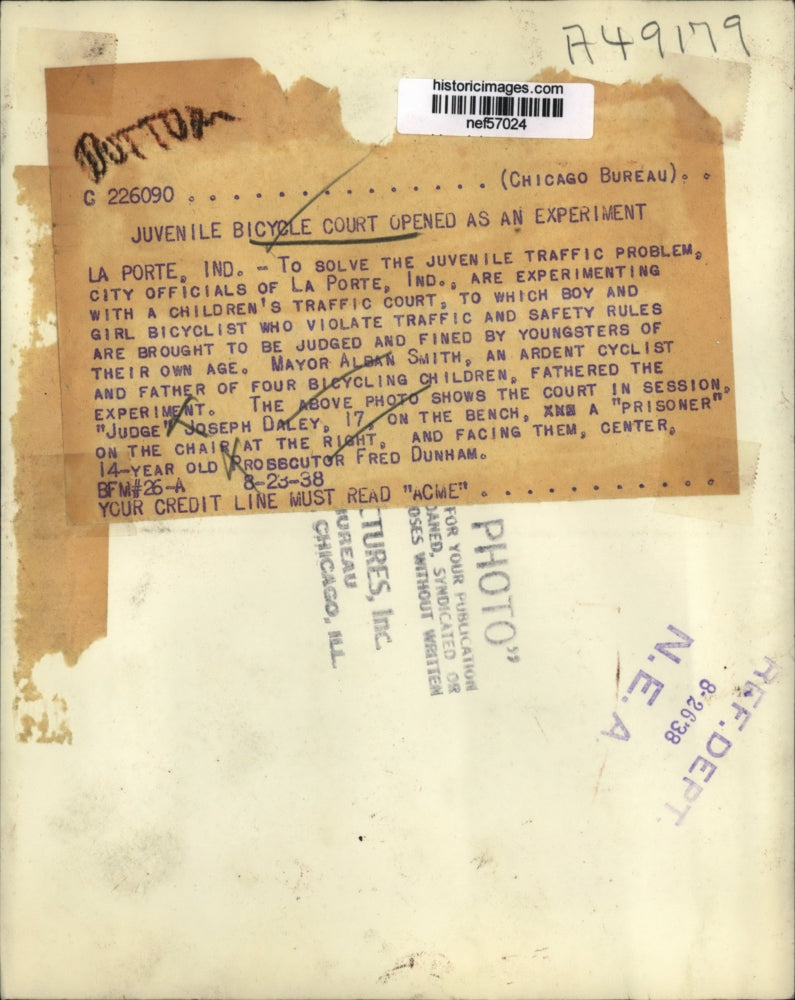 A49179
historicimages.com
nef57024
G 226090 . . . . . . . . . . . . . . . (CHICAGO BUREAU). .
JUVENILE BICYCLE COURT OPENED AS AN EXPERIMENT
LA PORTE, IND. - TO SOLVE THE JUVENILE TRAFFIC PROBLEM,
CITY OFFICIALS OF LA PORTE, IND., ARE EXPERIMENTING
WITH A CHILDREN'S TRAFFIC COURT, TO WHICH BOY AND
GIRL BICYCLIST WHO VIOLATE TRAFFIC AND SAFETY RULES
ARE BROUGHT TO BE JUDGED AND FINED BY YOUNGSTERS OF
THEIR OWN AGE. MAYOR ALBAN SMITH, AN ARDENT CYCLIST
AND FATHER OF FOUR BICYCLING CHILDREN, FATHERED THE
EXPERIMENT. THE ABOVE PHOTO SHOWS THE COURT IN SESSION,
"JUDGE" JOSEPH DALEY, 17, ON THE BENCH, A "PRISONER"
ON THE CHAIR AT THE RIGHT, AND FACING THEM, CENTER,
14-YEAR OLD PROSECUTOR FRED DUNHAM.
BFM#26-A 8-23-38
YOUR CREDIT LINE MUST READ "ACME" . . . . . . . . . . .
PHOTO"
FOR YOUR PUBLICATION
OANED, SYNDICATED OR
OSES WITHOUT WRITTEN
CTURES, Inc.
BUREAU
CHICAGO, ILL.
REF. DEPT.
8-26'38
N.E.A.